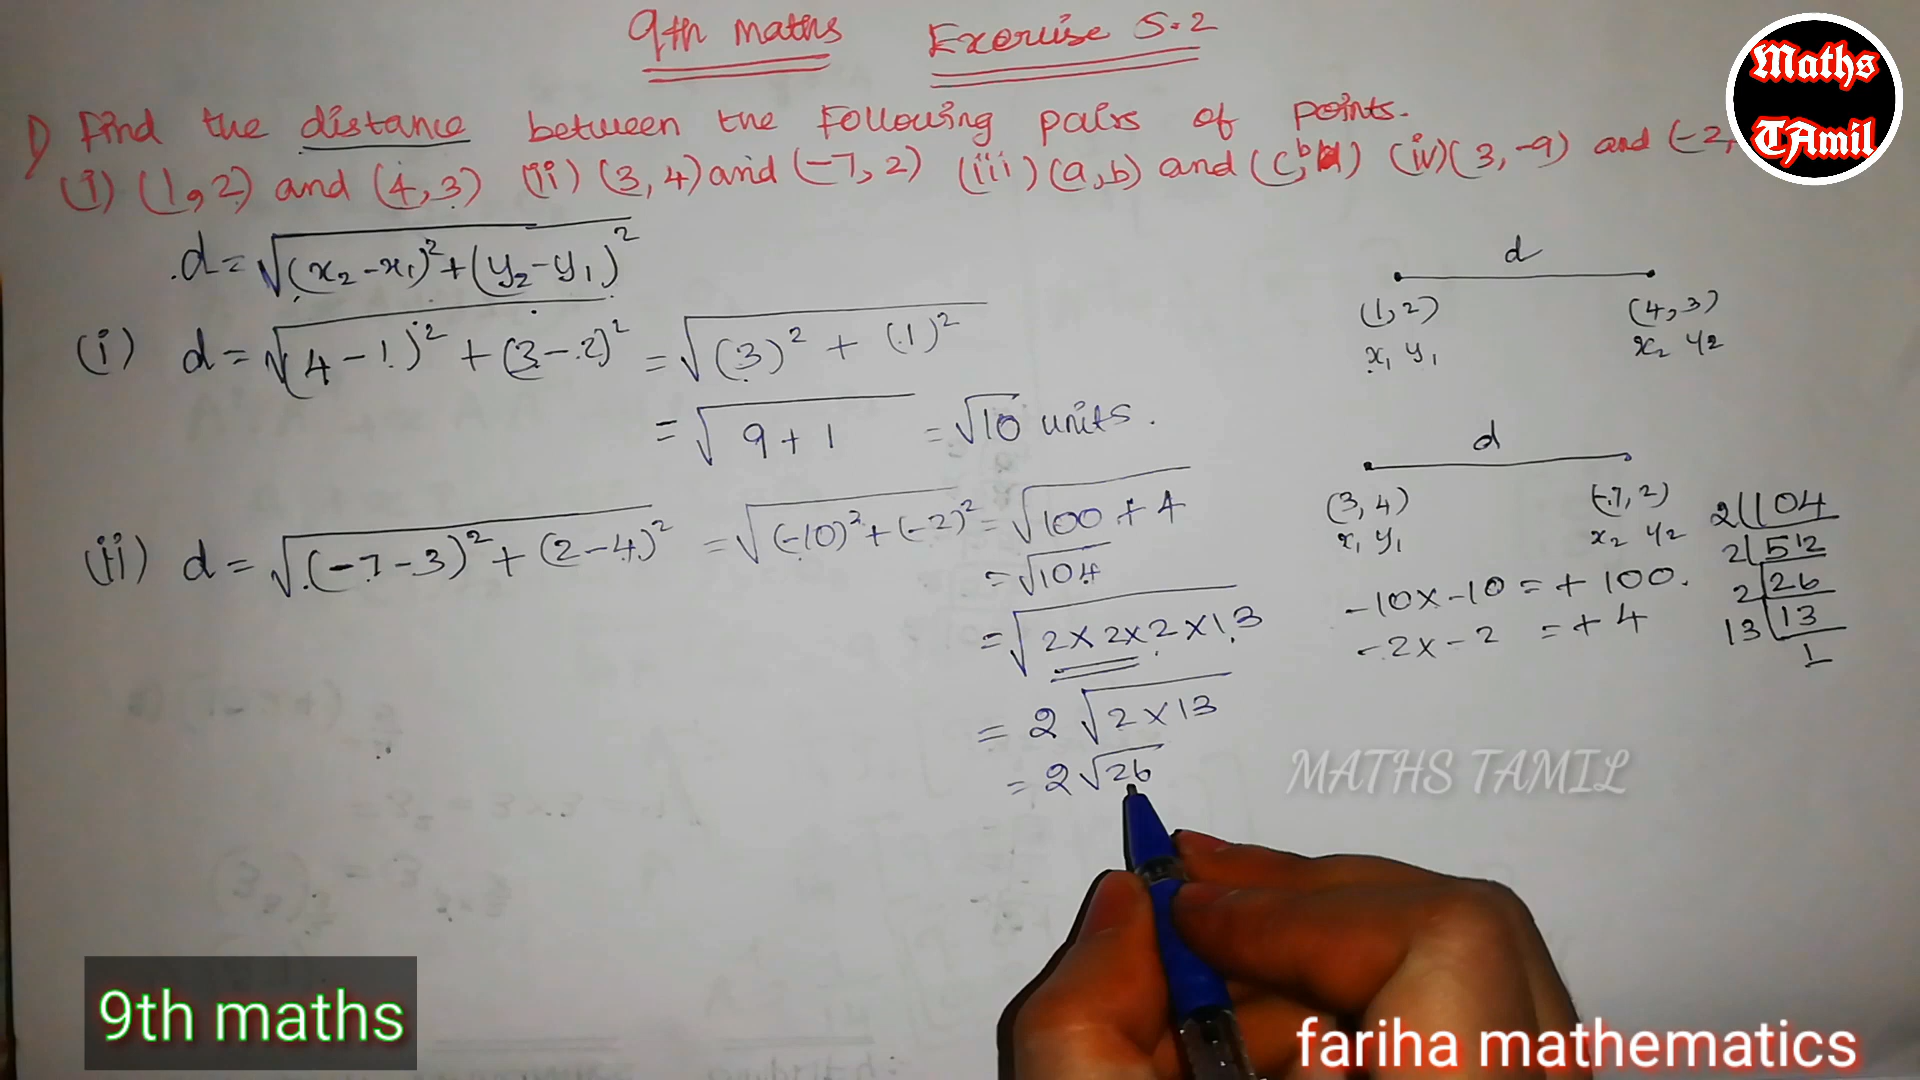 9th maths Exercise 5.2
1) Find the distance between the following pairs of points.
(i) (1,2) and (4,3) (ii) (3,4) and (-7,2) (iii) (a,b) and (c,b) (iv) (3,-9) and (-2,
d = √(x₂-x₁)²+(y₂-y₁)²
(i) d = √(4-1)²+(3-2)² = √(3)²+(1)²
= √9+1 = √10 units.
(ii) d = √(-7-3)²+(2-4)² = √(-10)²+(-2)² = √100+4
= √104
= √2×2×2×13
= 2√2×13
= 2√26
d
(1,2) (4,3)
x₁ y₁ x₂ y₂
d
(3,4) (-7,2)
x₁ y₁ x₂ y₂
-10×-10 = +100.
-2×-2 = +4
2 104
2 52
2 26
13 13
1
Maths
TAmil
MATHS TAMIL
9th maths
fariha mathematics